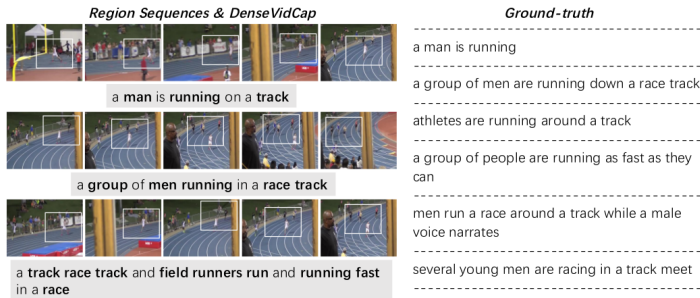 Region Sequences & DenseVidCap
a man is running on a track
a group of men running in a race track
a track race track and field runners run and running fast
in a race
Ground-truth
a man is running
a group of men are running down a race track
athletes are running around a track
a group of people are running as fast as they
can
men run a race around a track while a male
voice narrates
several young men are racing in a track meet